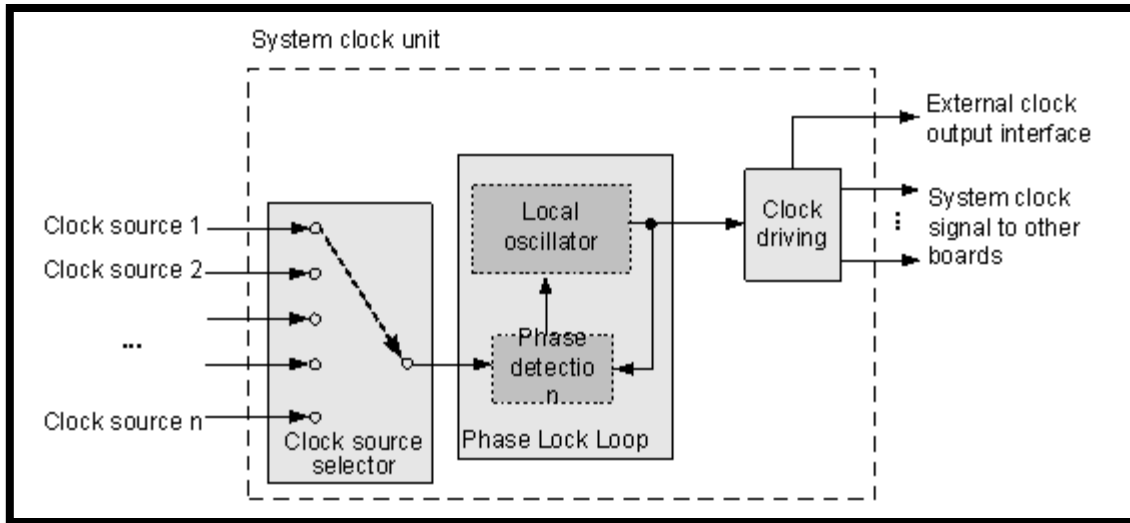 System clock unit
External clock
output interface
Clock source 1
Clock source 2
...
Clock source n
Local
oscillator
Phase
detectio
n
Clock
driving
System clock
signal to other
boards
Clock source
selector
Phase Lock Loop